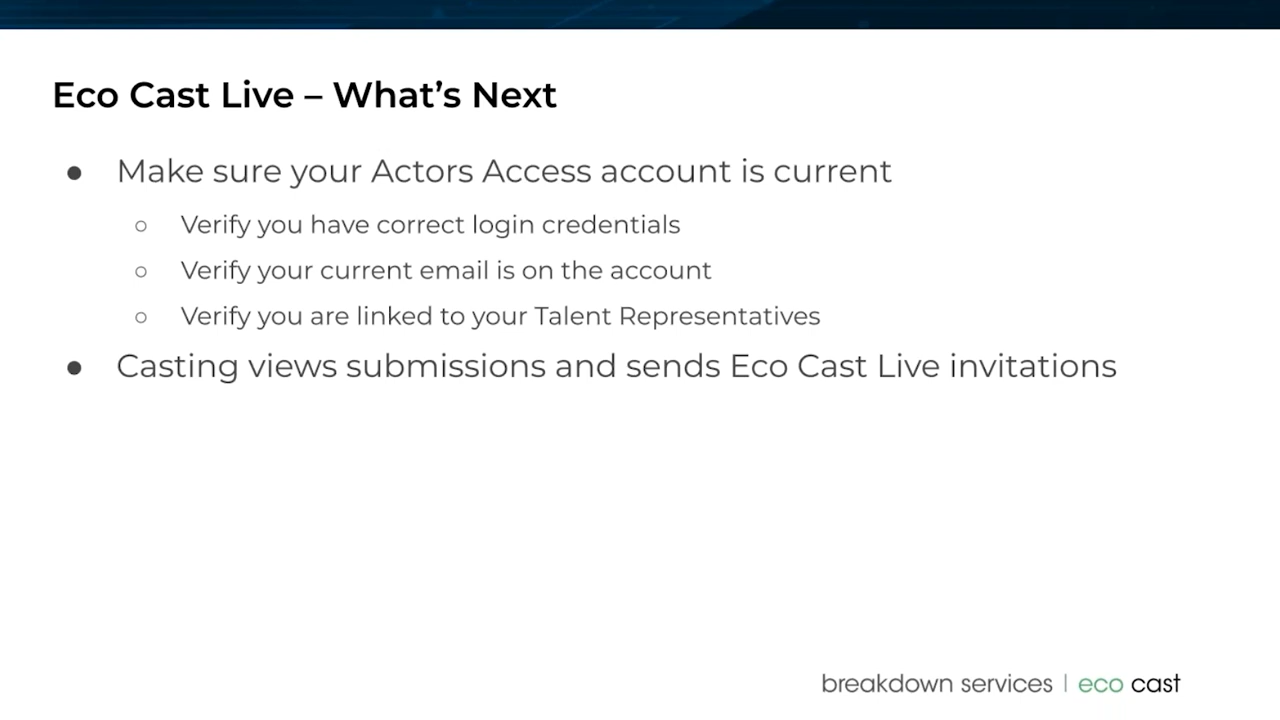 Eco Cast Live – What’s Next
● Make sure your Actors Access account is current
○ Verify you have correct login credentials
○ Verify your current email is on the account
○ Verify you are linked to your Talent Representatives
● Casting views submissions and sends Eco Cast Live invitations
breakdown services | eco cast